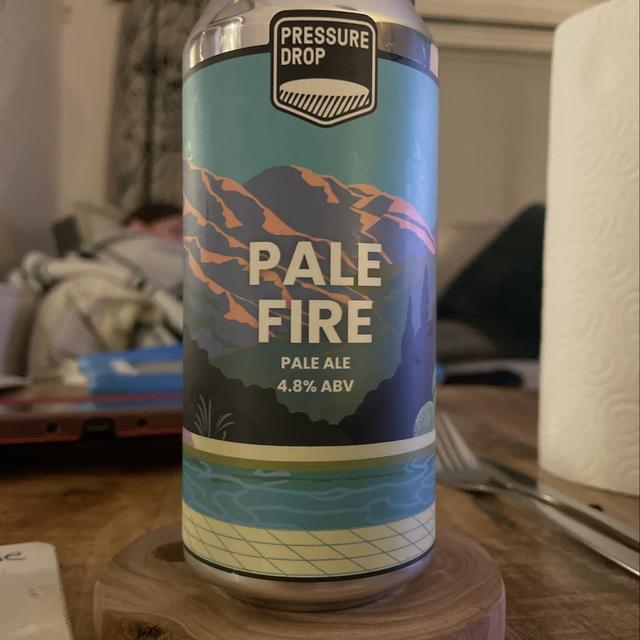 PRESSURE
DROP
PALE
FIRE
PALE ALE
4.8% ABV